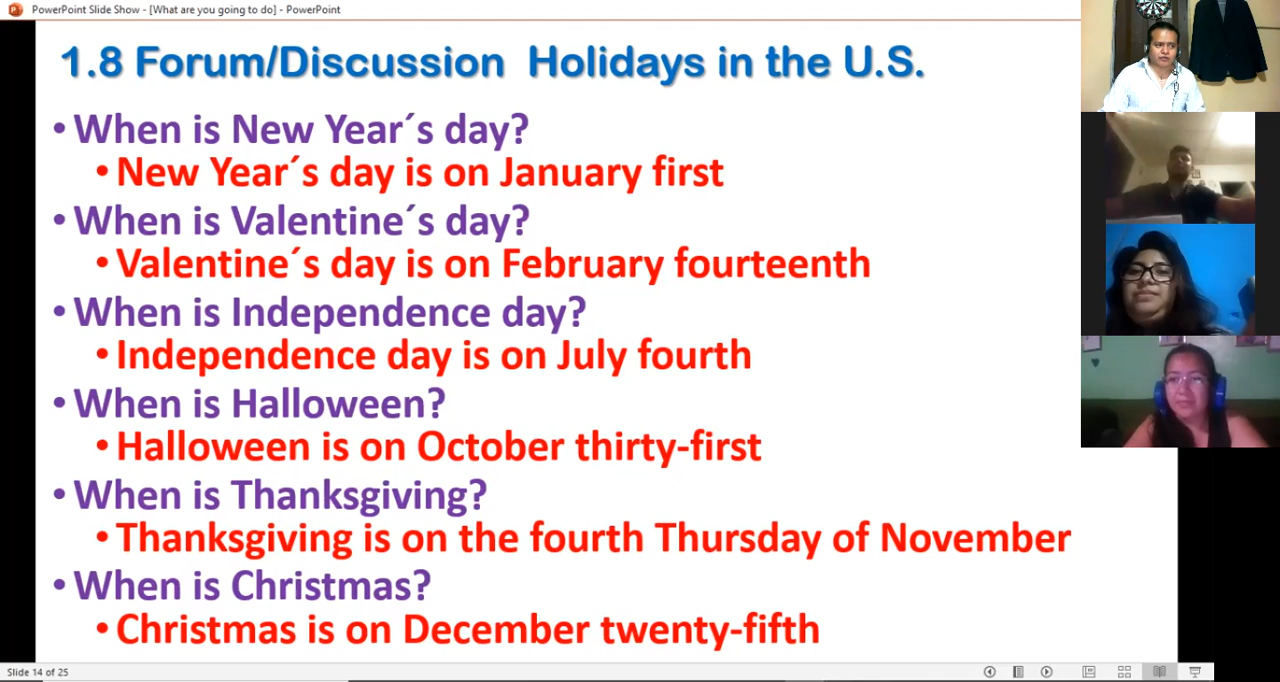 PowerPoint Slide Show - [What are you going to do] - PowerPoint
1.8 Forum/Discussion Holidays in the U.S.
• When is New Year´s day?
• New Year´s day is on January first
• When is Valentine´s day?
• Valentine´s day is on February fourteenth
• When is Independence day?
• Independence day is on July fourth
• When is Halloween?
• Halloween is on October thirty-first
• When is Thanksgiving?
• Thanksgiving is on the fourth Thursday of November
• When is Christmas?
• Christmas is on December twenty-fifth
Slide 14 of 25